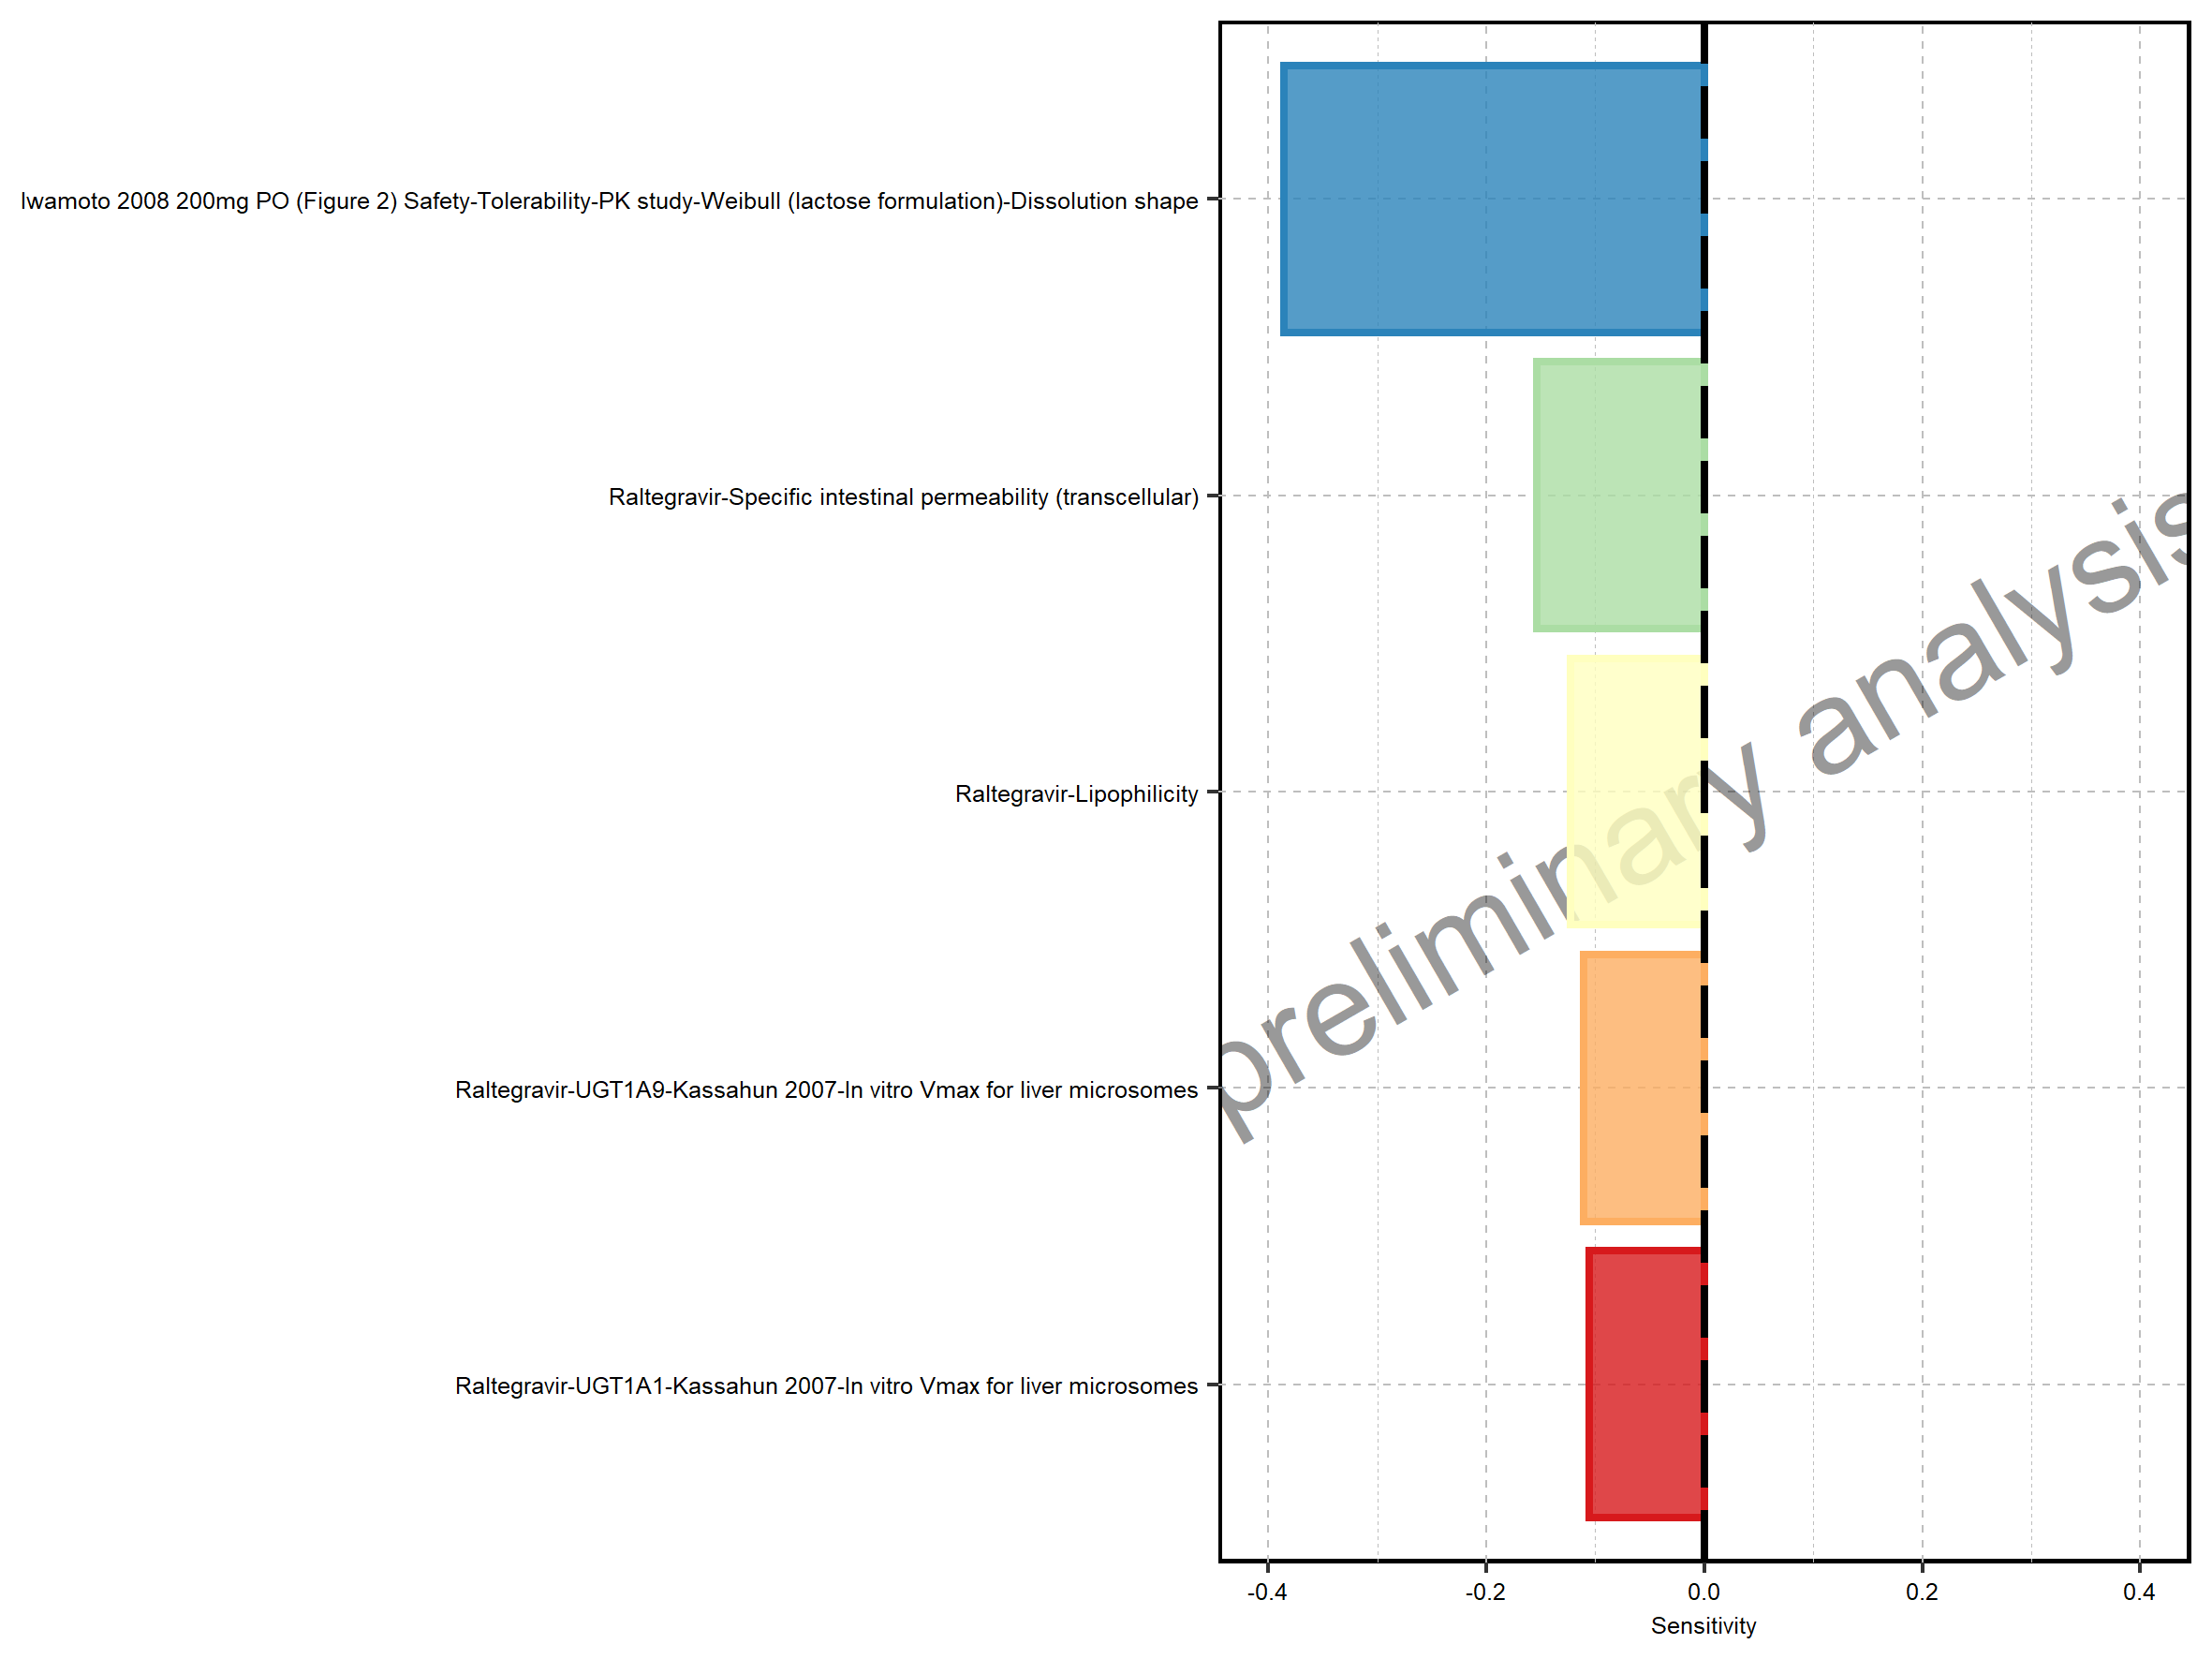 Iwamoto 2008 200mg PO (Figure 2) Safety-Tolerability-PK study-Weibull (lactose formulation)-Dissolution shape
Raltegravir-Specific intestinal permeability (transcellular)
Raltegravir-Lipophilicity
preliminary analysis
Raltegravir-UGT1A9-Kassahun 2007-In vitro Vmax for liver microsomes
Raltegravir-UGT1A1-Kassahun 2007-In vitro Vmax for liver microsomes
-0.4 -0.2 0.0 0.2 0.4
Sensitivity